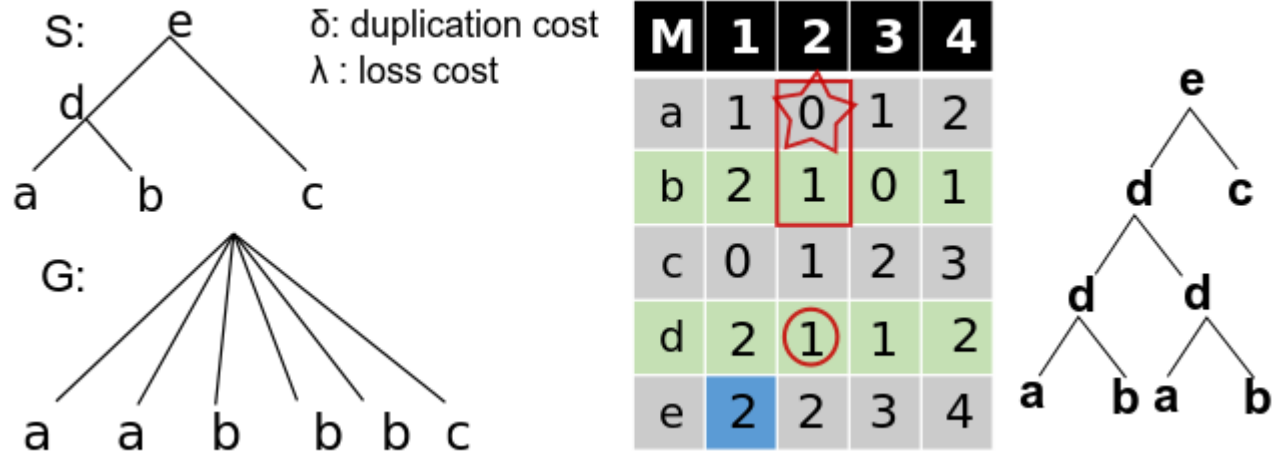 S:
e
δ: duplication cost
λ : loss cost
d
a b c
G:
a a b b b c
M 1 2 3 4
a 1 0 1 2
b 2 1 0 1
c 0 1 2 3
d 2 1 1 2
e 2 2 3 4
e
d c
d d
a b a b